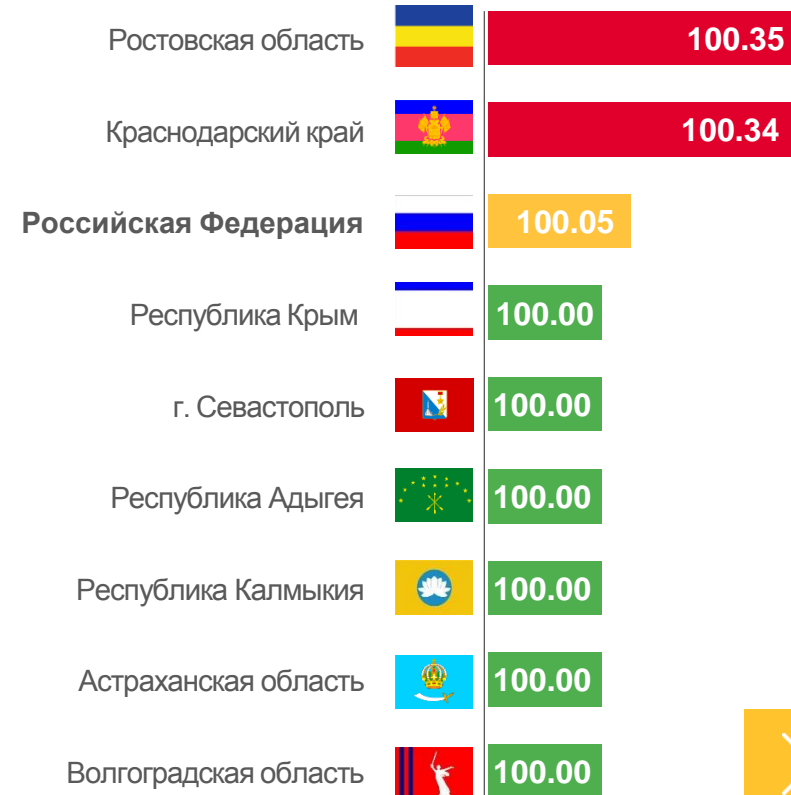 Ростовская область 100.35
Краснодарский край 100.34
Российская Федерация 100.05
Республика Крым 100.00
г. Севастополь 100.00
Республика Адыгея 100.00
Республика Калмыкия 100.00
Астраханская область 100.00
Волгоградская область 100.00